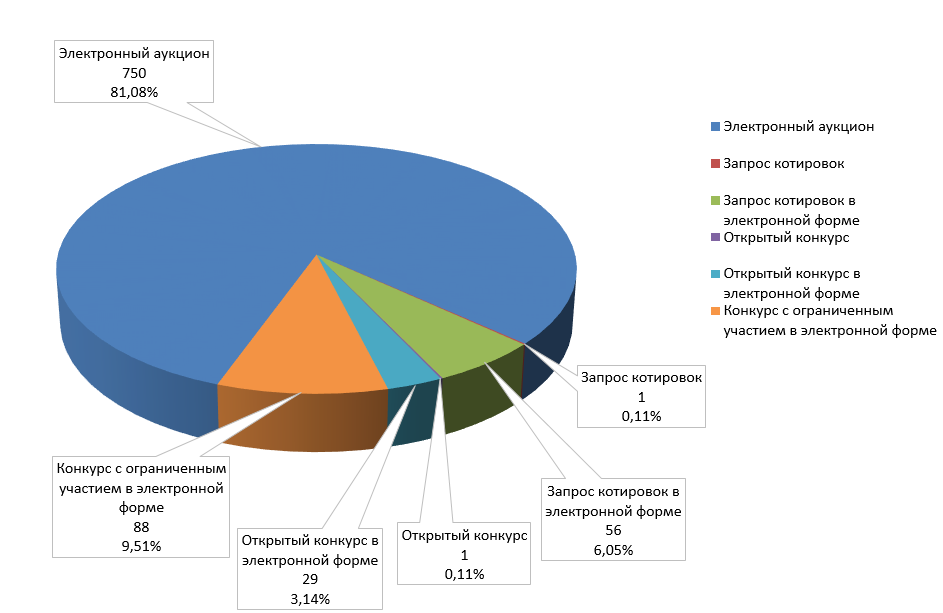 Электронный аукцион
750
81,08%
Электронный аукцион
Запрос котировок
Запрос котировок в
электронной форме
Открытый конкурс
Открытый конкурс в
электронной форме
Конкурс с ограниченным
участием в электронной форме
Запрос котировок
1
0,11%
Конкурс с ограниченным
участием в электронной
форме
88
9,51%
Открытый конкурс в
электронной форме
29
3,14%
Открытый конкурс
1
0,11%
Запрос котировок в
электронной форме
56
6,05%